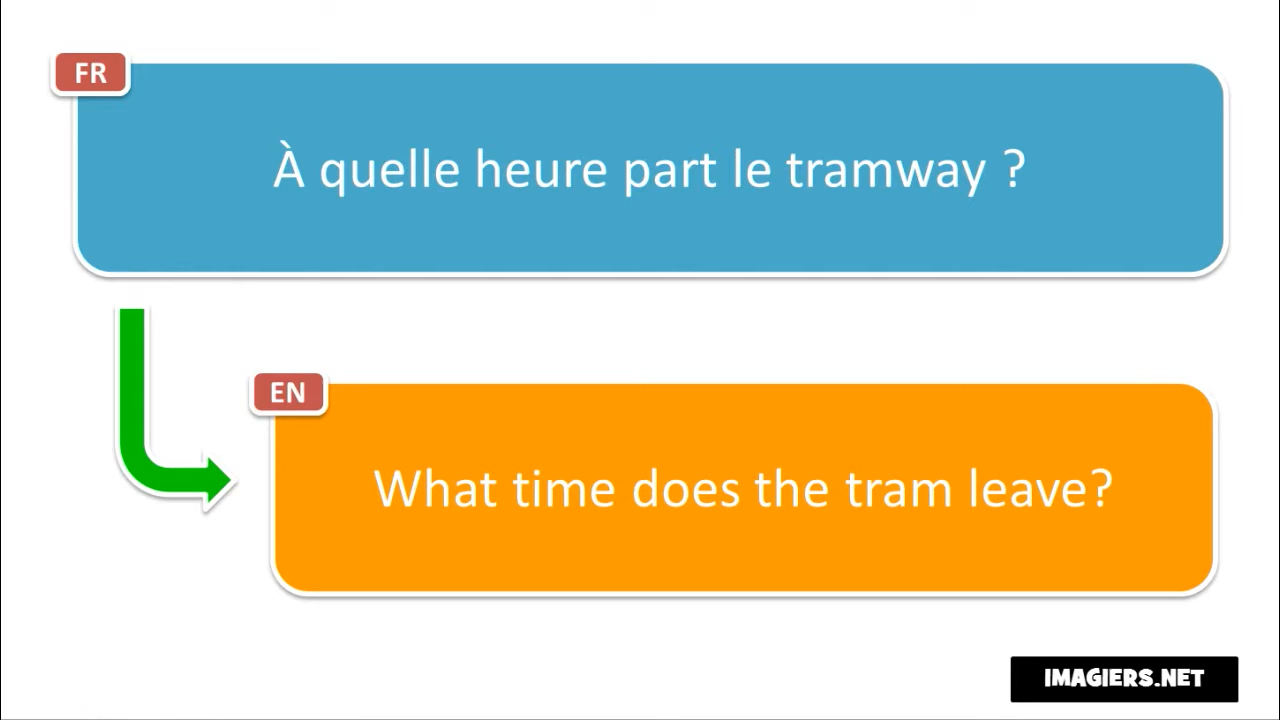 FR
À quelle heure part le tramway ?
EN
What time does the tram leave?
IMAGIERS.NET